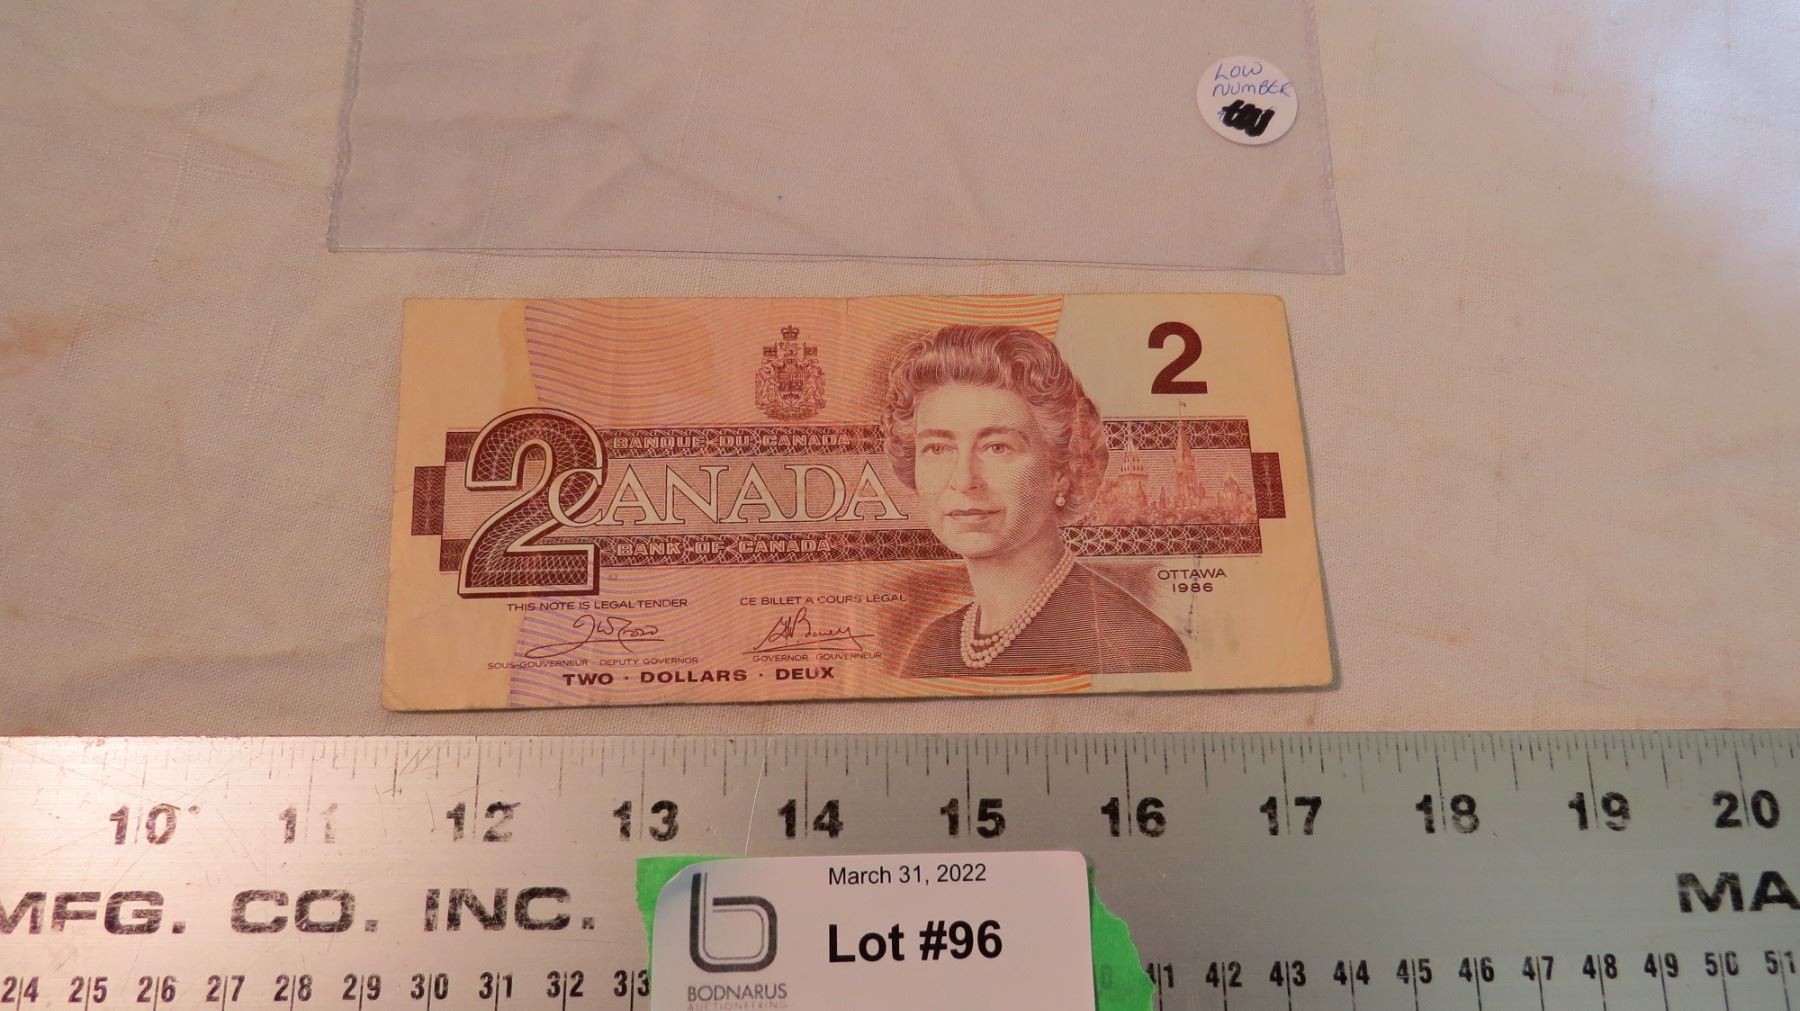 LOW
NUMBER
2
BANQUE DU CANADA
2 CANADA
BANK OF CANADA
OTTAWA
1986
THIS NOTE IS LEGAL TENDER CE BILLET A COURS LEGAL
SOUS-GOUVERNEUR DEPUTY GOVERNOR GOVERNOR GOUVERNEUR
TWO · DOLLARS · DEUX
10 11 12 13 14 15 16 17 18 19 20
MFG. CO. INC. MA
24 25 26 27 28 29 30 31 32 33 41 42 43 44 45 46 47 48 49 50 51
March 31, 2022
Lot #96
b
BODNARUS
AUCTIONEERING